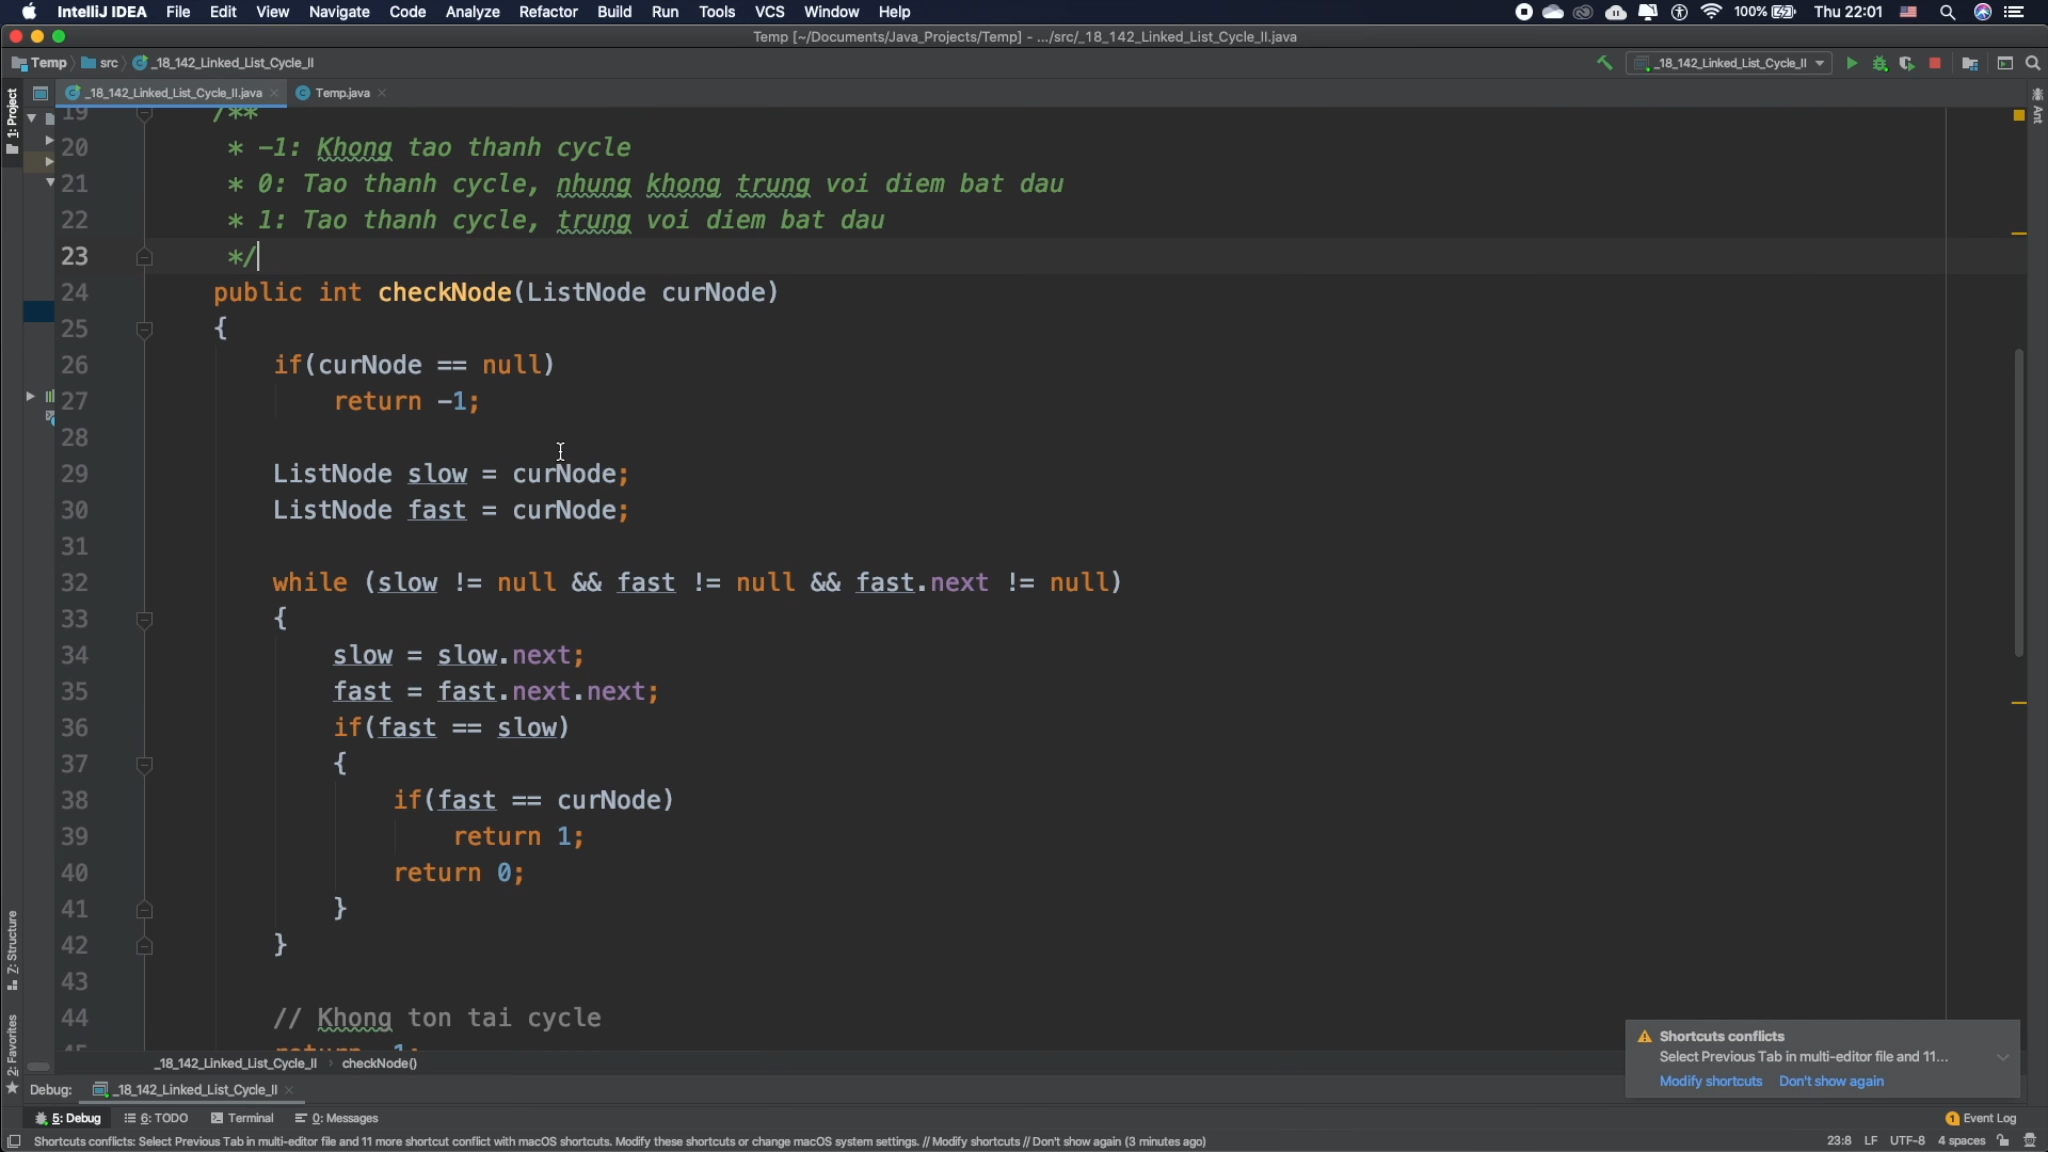 IntelliJ IDEA File Edit View Navigate Code Analyze Refactor Build Run Tools VCS Window Help 100% Thu 22:01
Temp [~/Documents/Java_Projects/Temp] - .../src/_18_142_Linked_List_Cycle_II.java
Temp src _18_142_Linked_List_Cycle_II _18_142_Linked_List_Cycle_II
1: Project _18_142_Linked_List_Cycle_II.java Temp.java Ant
19 /**
20 * -1: Khong tao thanh cycle
21 * 0: Tao thanh cycle, nhung khong trung voi diem bat dau
22 * 1: Tao thanh cycle, trung voi diem bat dau
23 */
24 public int checkNode(ListNode curNode)
25 {
26 if(curNode == null)
27 return -1;
28
29 ListNode slow = curNode;
30 ListNode fast = curNode;
31
32 while (slow != null && fast != null && fast.next != null)
33 {
34 slow = slow.next;
35 fast = fast.next.next;
36 if(fast == slow)
37 {
38 if(fast == curNode)
39 return 1;
40 return 0;
41 }
42 }
43
44 // Khong ton tai cycle
Z: Structure
2: Favorites
Shortcuts conflicts
Select Previous Tab in multi-editor file and 11...
Modify shortcuts Don't show again
_18_142_Linked_List_Cycle_II checkNode()
Debug: _18_142_Linked_List_Cycle_II
5: Debug 6: TODO Terminal 0: Messages 1 Event Log
Shortcuts conflicts: Select Previous Tab in multi-editor file and 11 more shortcut conflict with macOS shortcuts. Modify these shortcuts or change macOS system settings. // Modify shortcuts // Don't show again (3 minutes ago) 23:8 LF UTF-8 4 spaces